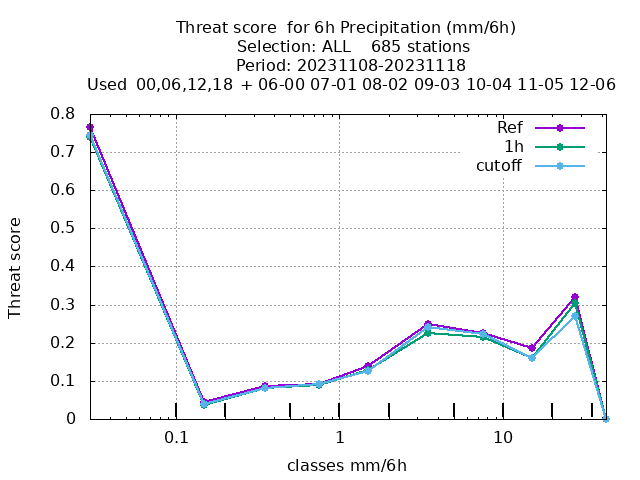 Threat score  for 6h Precipitation (mm/6h)
Selection: ALL    685 stations
Period: 20231108-20231118
Used  00,06,12,18  + 06-00 07-01 08-02 09-03 10-04 11-05 12-06
Ref
1h
cutoff
Threat score
0.8
0.7
0.6
0.5
0.4
0.3
0.2
0.1
0
0.1 1 10
classes mm/6h